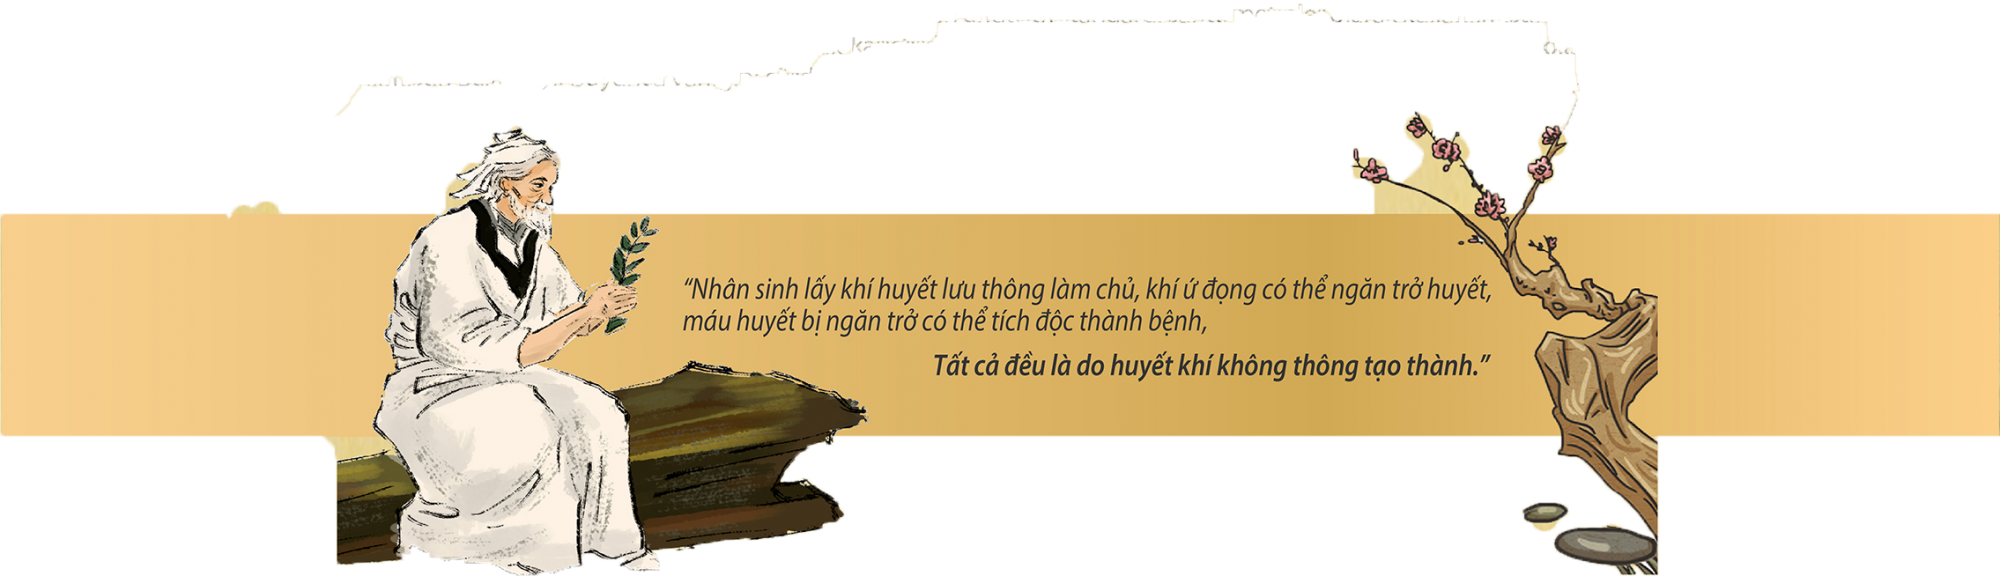 “Nhân sinh lấy khí huyết lưu thông làm chủ, khí ứ đọng có thể ngăn trở huyết,
máu huyết bị ngăn trở có thể tích độc thành bệnh,
Tất cả đều là do huyết khí không thông tạo thành.”